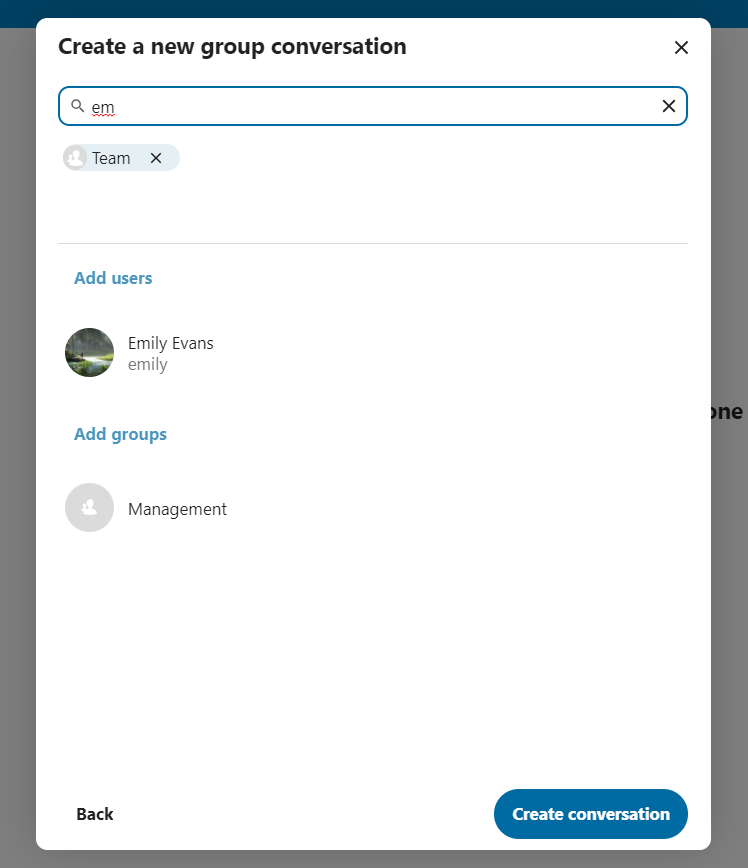 Create a new group conversation
em
Team
Add users
Emily Evans
emily
Add groups
Management
one
Back
Create conversation